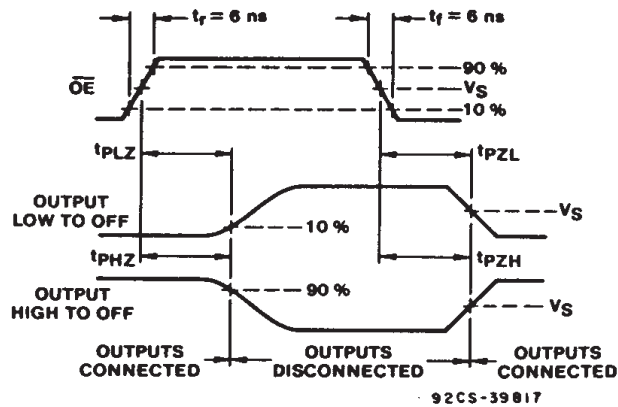 tr = 6 ns
tf = 6 ns
OE
90 %
VS
10 %
tPLZ
tPZL
OUTPUT
LOW TO OFF
VS
10 %
tPHZ
tPZH
OUTPUT
HIGH TO OFF
90 %
VS
OUTPUTS
CONNECTED
OUTPUTS
DISCONNECTED
OUTPUTS
CONNECTED
92CS-39817